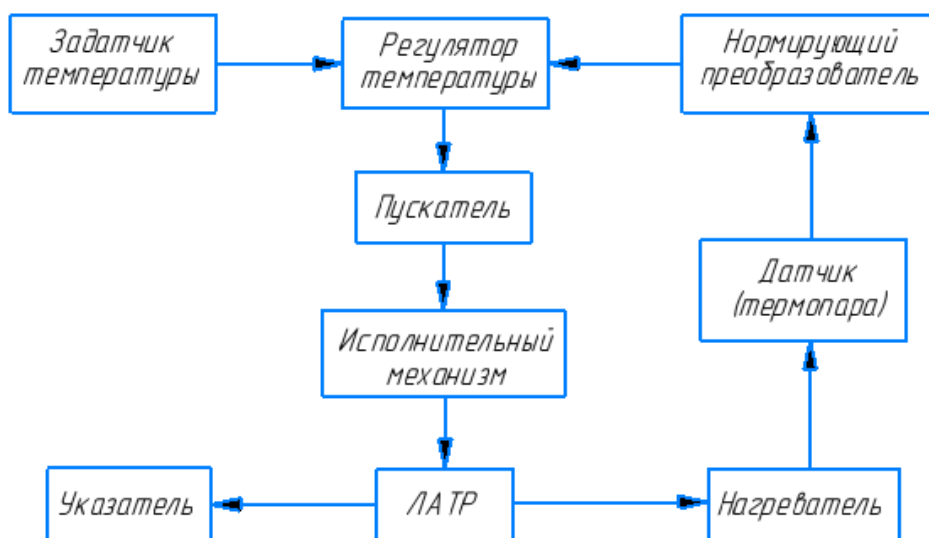 Задатчик
температуры
Регулятор
температуры
Нормирующий
преобразователь
Пускатель
Датчик
(термопара)
Исполнительный
механизм
Указатель
ЛАТР
Нагреватель